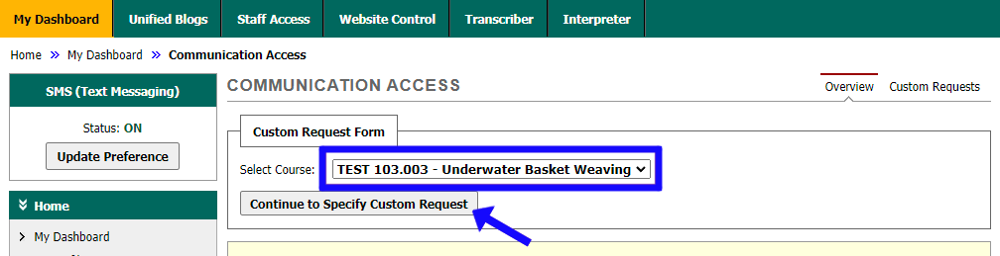 My Dashboard Unified Blogs Staff Access Website Control Transcriber Interpreter
Home » My Dashboard » Communication Access
SMS (Text Messaging)
Status: ON
Update Preference
Home
My Dashboard
COMMUNICATION ACCESS
Overview Custom Requests
Custom Request Form
Select Course: TEST 103.003 - Underwater Basket Weaving
Continue to Specify Custom Request